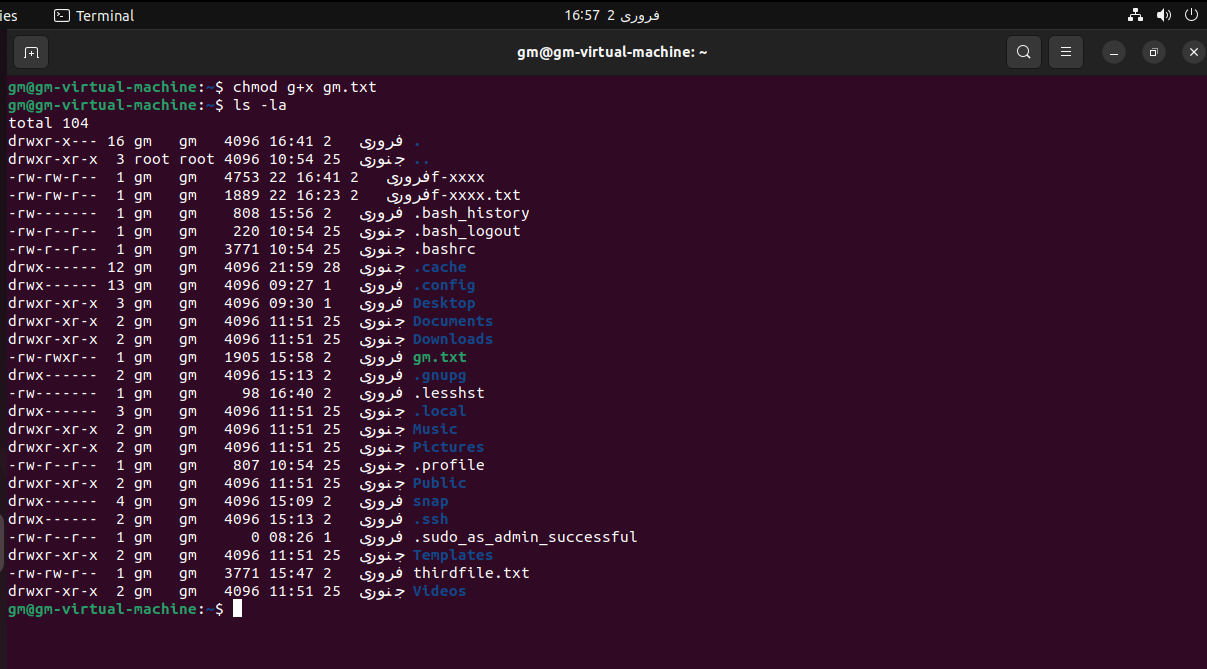 ies Terminal 16:57 2 فروری
gm@gm-virtual-machine: ~
gm@gm-virtual-machine:~$ chmod g+x gm.txt
gm@gm-virtual-machine:~$ ls -la
total 104
drwxr-x--- 16 gm gm 4096 16:41 2 فروری .
drwxr-xr-x 3 root root 4096 10:54 25 جنوری ..
-rw-rw-r-- 1 gm gm 4753 22 16:41 2 فروریf-xxxx
-rw-rw-r-- 1 gm gm 1889 22 16:23 2 فروریf-xxxx.txt
-rw------- 1 gm gm 808 15:56 2 فروری .bash_history
-rw-r--r-- 1 gm gm 220 10:54 25 جنوری .bash_logout
-rw-r--r-- 1 gm gm 3771 10:54 25 جنوری .bashrc
drwx------ 12 gm gm 4096 21:59 28 جنوری .cache
drwx------ 13 gm gm 4096 09:27 1 فروری .config
drwxr-xr-x 3 gm gm 4096 09:30 1 فروری Desktop
drwxr-xr-x 2 gm gm 4096 11:51 25 جنوری Documents
drwxr-xr-x 2 gm gm 4096 11:51 25 جنوری Downloads
-rw-rwxr-- 1 gm gm 1905 15:58 2 فروری gm.txt
drwx------ 2 gm gm 4096 15:13 2 فروری .gnupg
-rw------- 1 gm gm 98 16:40 2 فروری .lesshst
drwx------ 3 gm gm 4096 11:51 25 جنوری .local
drwxr-xr-x 2 gm gm 4096 11:51 25 جنوری Music
drwxr-xr-x 2 gm gm 4096 11:51 25 جنوری Pictures
-rw-r--r-- 1 gm gm 807 10:54 25 جنوری .profile
drwxr-xr-x 2 gm gm 4096 11:51 25 جنوری Public
drwx------ 4 gm gm 4096 15:09 2 فروری snap
drwx------ 2 gm gm 4096 15:13 2 فروری .ssh
-rw-r--r-- 1 gm gm 0 08:26 1 فروری .sudo_as_admin_successful
drwxr-xr-x 2 gm gm 4096 11:51 25 جنوری Templates
-rw-rw-r-- 1 gm gm 3771 15:47 2 فروری thirdfile.txt
drwxr-xr-x 2 gm gm 4096 11:51 25 جنوری Videos
gm@gm-virtual-machine:~$